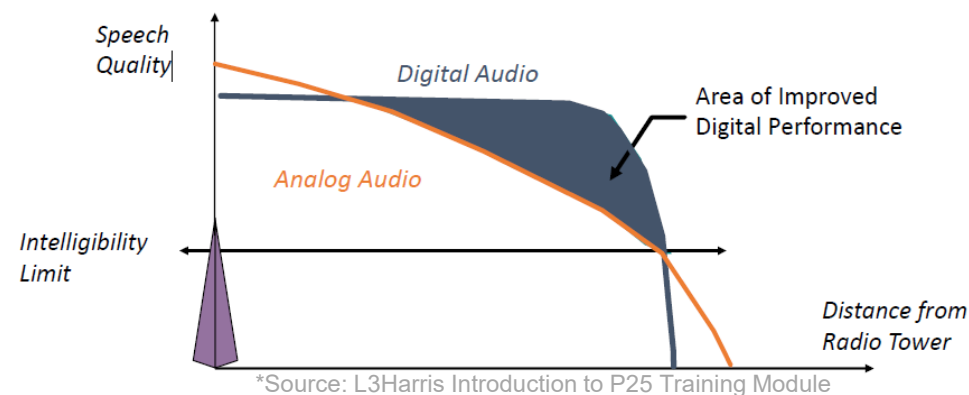 Speech
Quality
Digital Audio
Area of Improved
Digital Performance
Analog Audio
Intelligibility
Limit
Distance from
Radio Tower
*Source: L3Harris Introduction to P25 Training Module